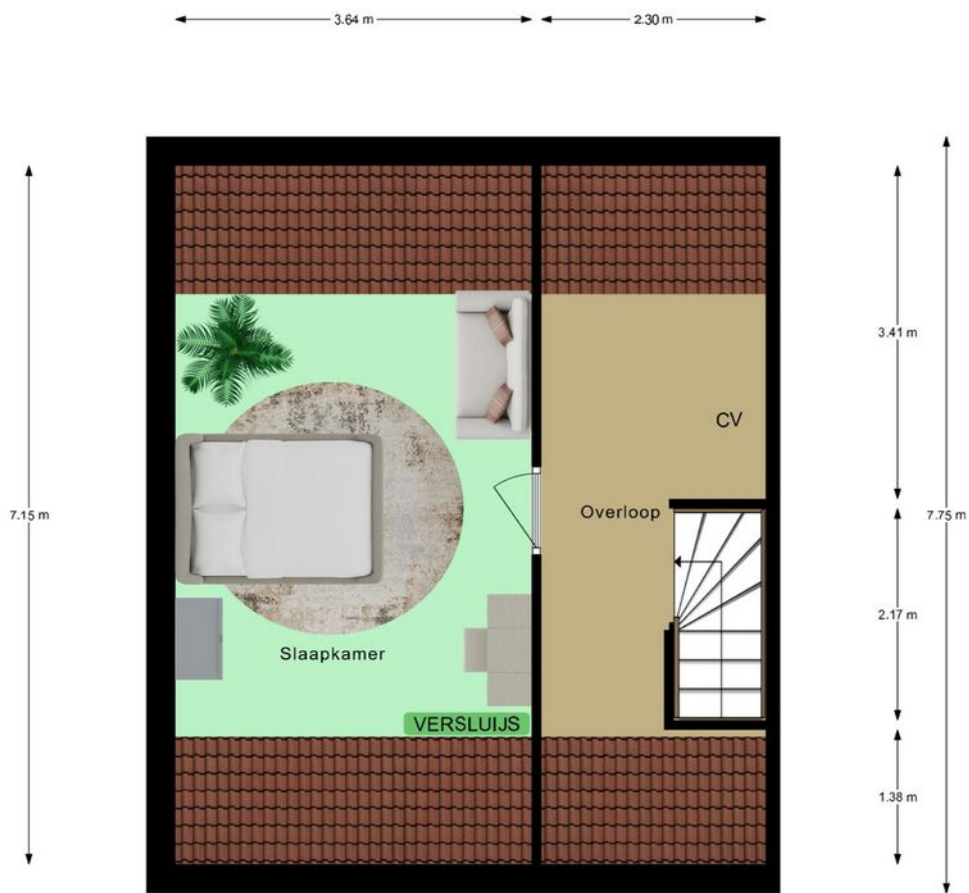 3.64 m
2.30 m
3.41 m
CV
7.15 m
Overloop
7.75 m
2.17 m
Slaapkamer
VERSLUIJS
1.38 m